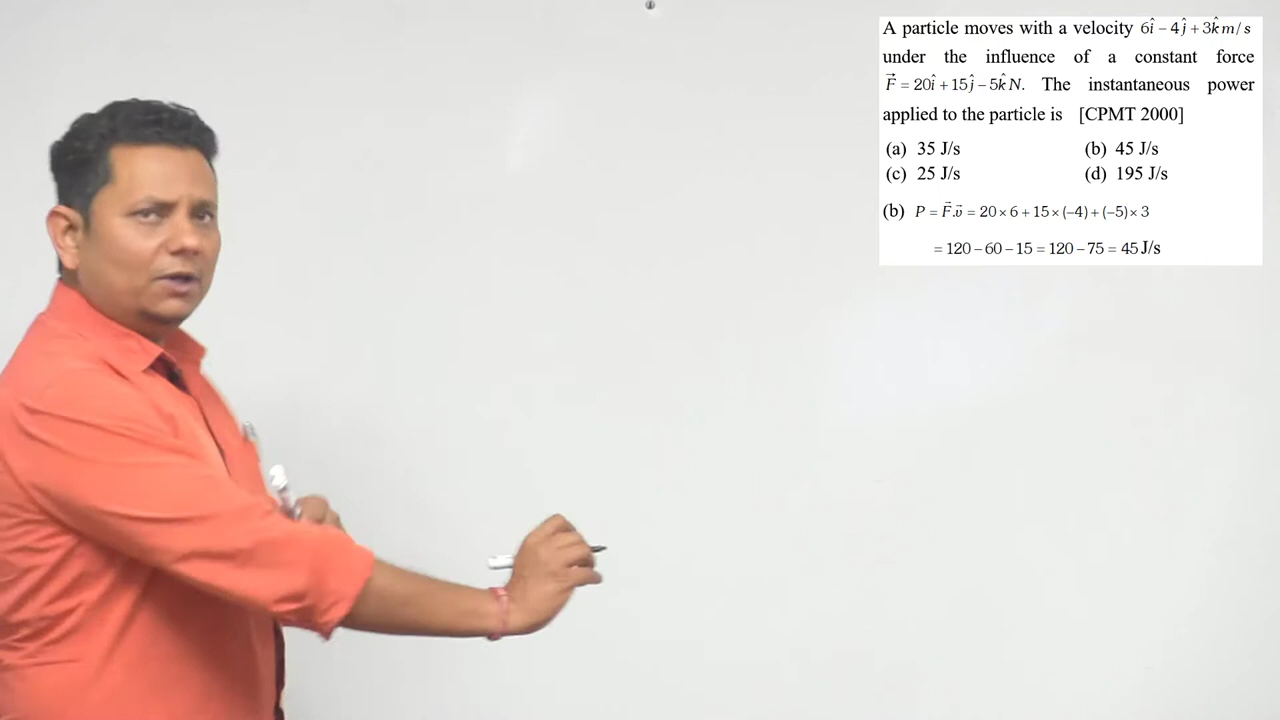 A particle moves with a velocity 6î − 4ĵ + 3k̂ m/s
under the influence of a constant force
F⃗ = 20î + 15ĵ − 5k̂ N. The instantaneous power
applied to the particle is [CPMT 2000]
(a) 35 J/s (b) 45 J/s
(c) 25 J/s (d) 195 J/s
(b) P = F⃗.v⃗ = 20 × 6 + 15 × (−4) + (−5) × 3
= 120 − 60 − 15 = 120 − 75 = 45 J/s